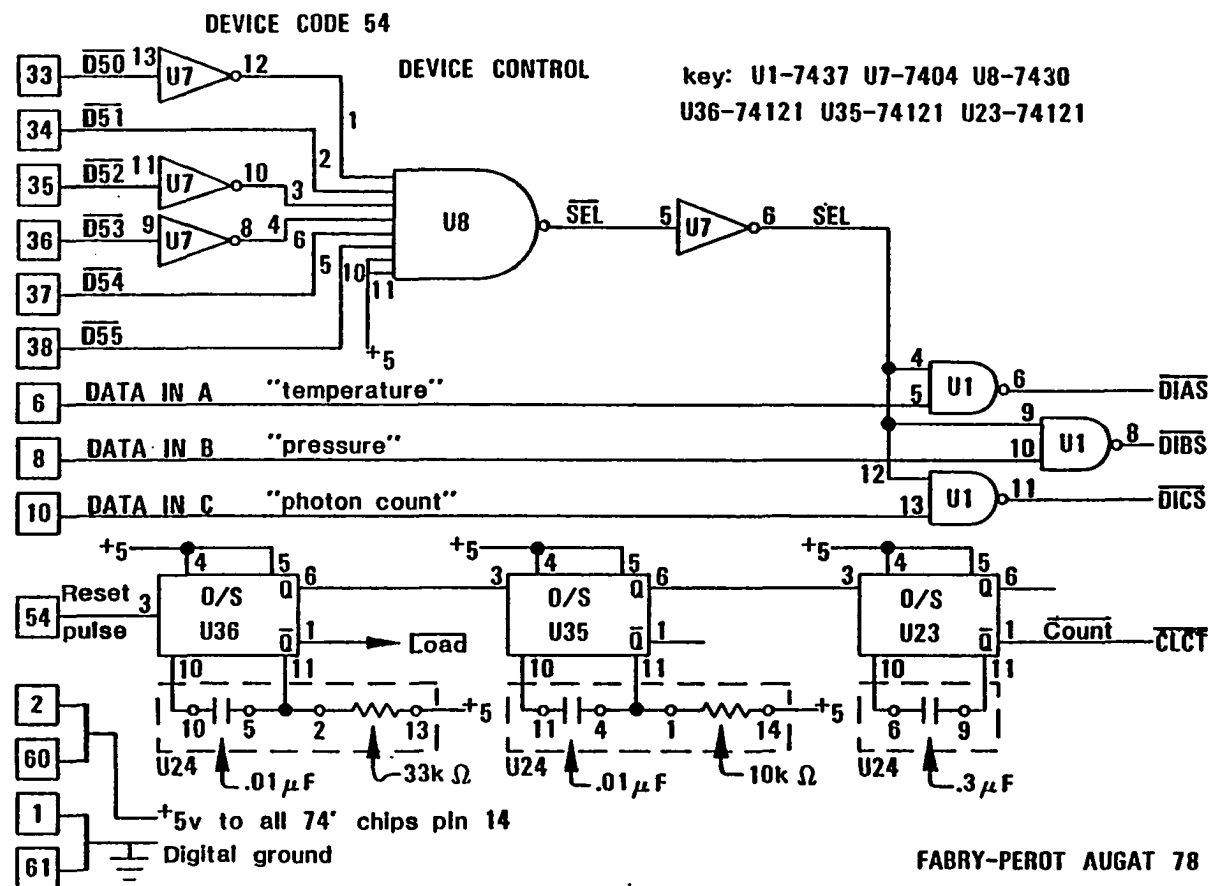 DEVICE CODE 54
DEVICE CONTROL
key: U1-7437 U7-7404 U8-7430
U36-74121 U35-74121 U23-74121
33 D50 13 U7 12
1
34 D51
2
35 D52 11 U7 10 3
36 D53 9 U7 8 4
6
37 D54
5
38 D55
10
11
+5
U8 SEL 5 U7 6 SEL
6 DATA IN A "temperature" 4 5 U1 6 DIAS
8 DATA IN B "pressure" 9 10 U1 8 DIBS
10 DATA IN C "photon count" 12 13 U1 11 DICS
+5 4 5 +5 4 5 +5 4 5
54 Reset pulse 3 O/S U36 Q 6 Q 1 Load
3 O/S U35 Q 6 Q 1
3 O/S U23 Q 6 Q 1 Count CLCT
10 11 10 11 10 11
10 5 2 13 +5 11 4 1 14 +5 6 9
U24 .01μF 33k Ω U24 .01μF 10k Ω U24 .3μF
2
60
+5v to all 74' chips pin 14
1
61
Digital ground
FABRY-PEROT AUGAT 78